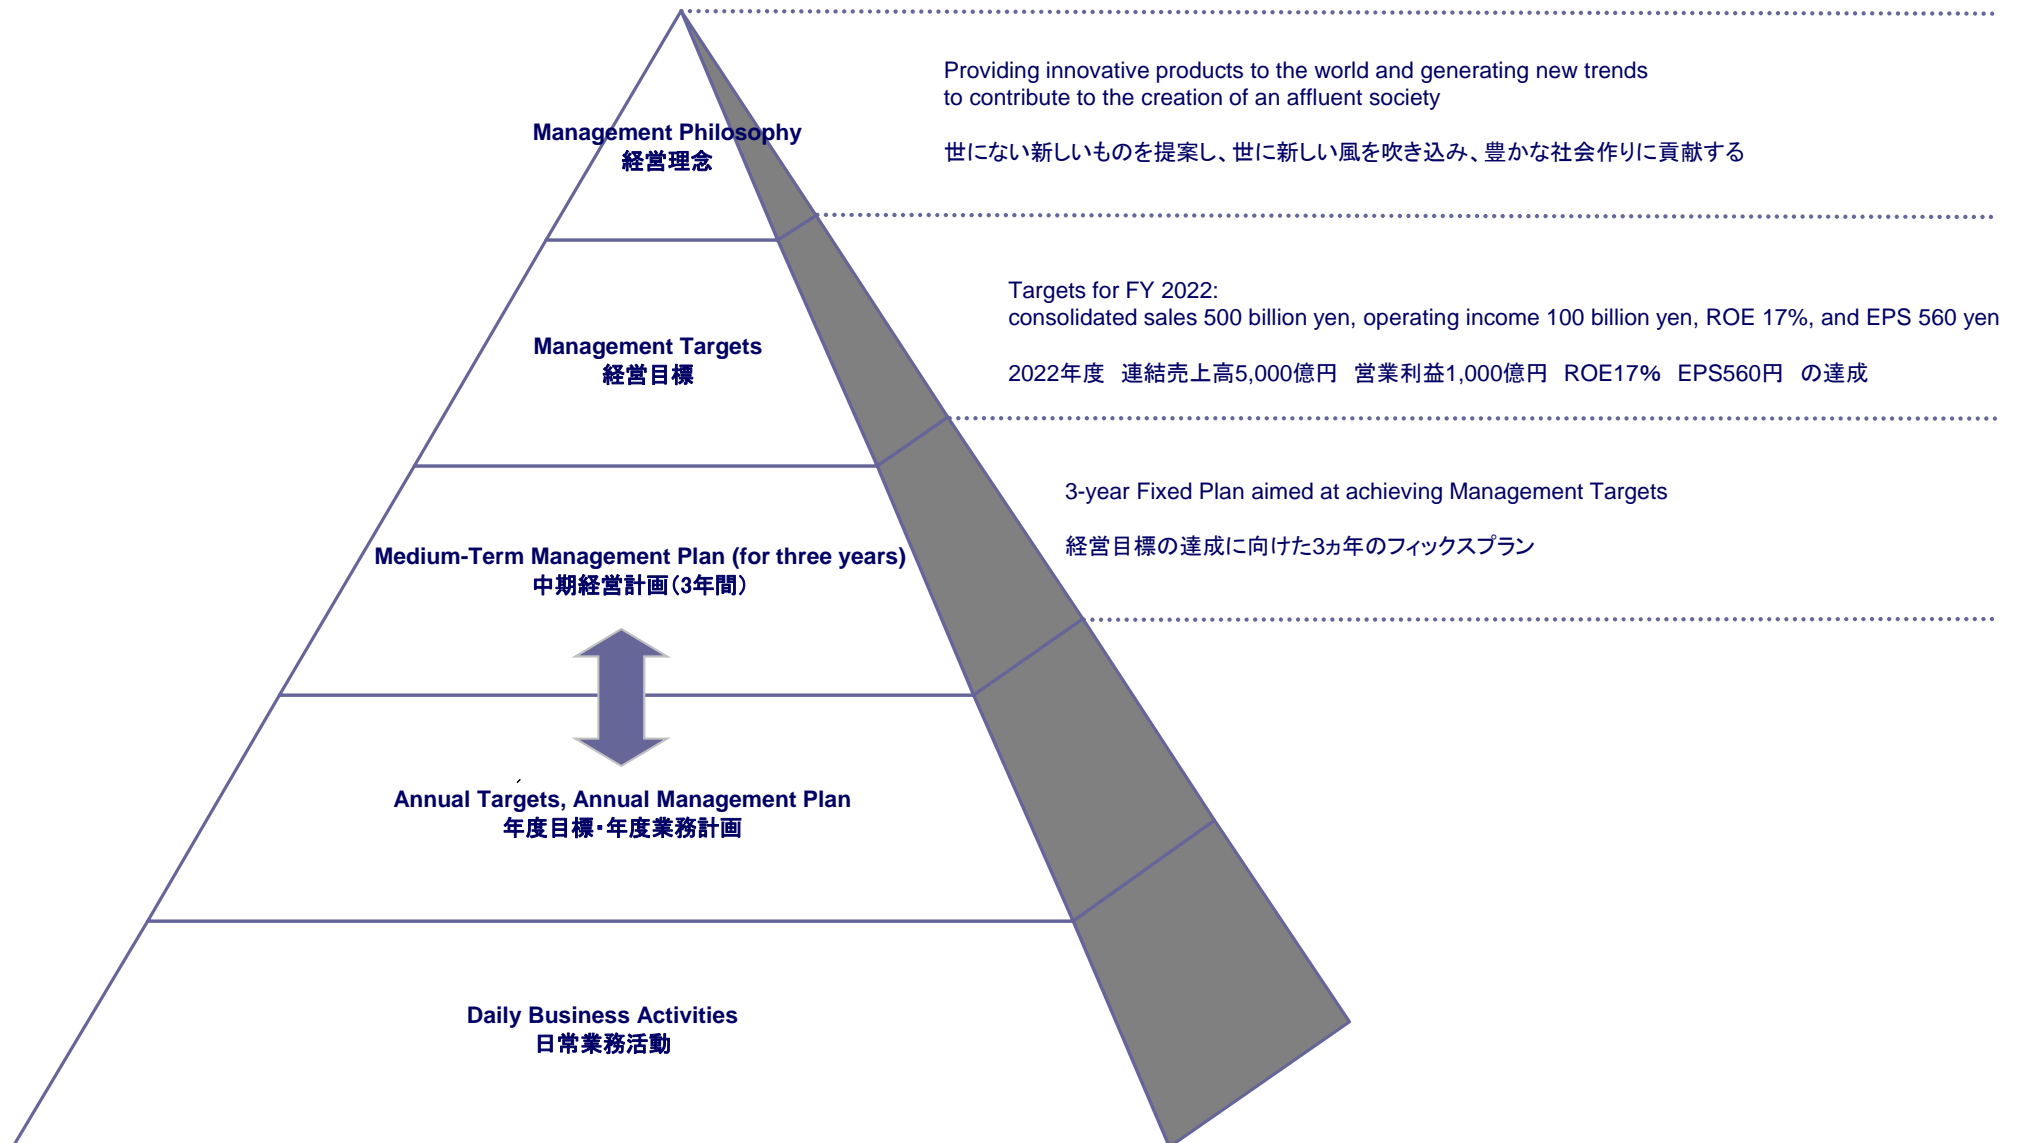 Providing innovative products to the world and generating new trends
to contribute to the creation of an affluent society
世にない新しいものを提案し、世に新しい風を吹き込み、豊かな社会作りに貢献する
Management Philosophy
経営理念
Targets for FY 2022:
consolidated sales 500 billion yen, operating income 100 billion yen, ROE 17%, and EPS 560 yen
2022年度　連結売上高5,000億円　営業利益1,000億円　ROE17%　EPS560円　の達成
Management Targets
経営目標
3-year Fixed Plan aimed at achieving Management Targets
経営目標の達成に向けた3ヵ年のフィックスプラン
Medium-Term Management Plan (for three years)
中期経営計画（3年間）
Annual Targets, Annual Management Plan
年度目標・年度業務計画
Daily Business Activities
日常業務活動